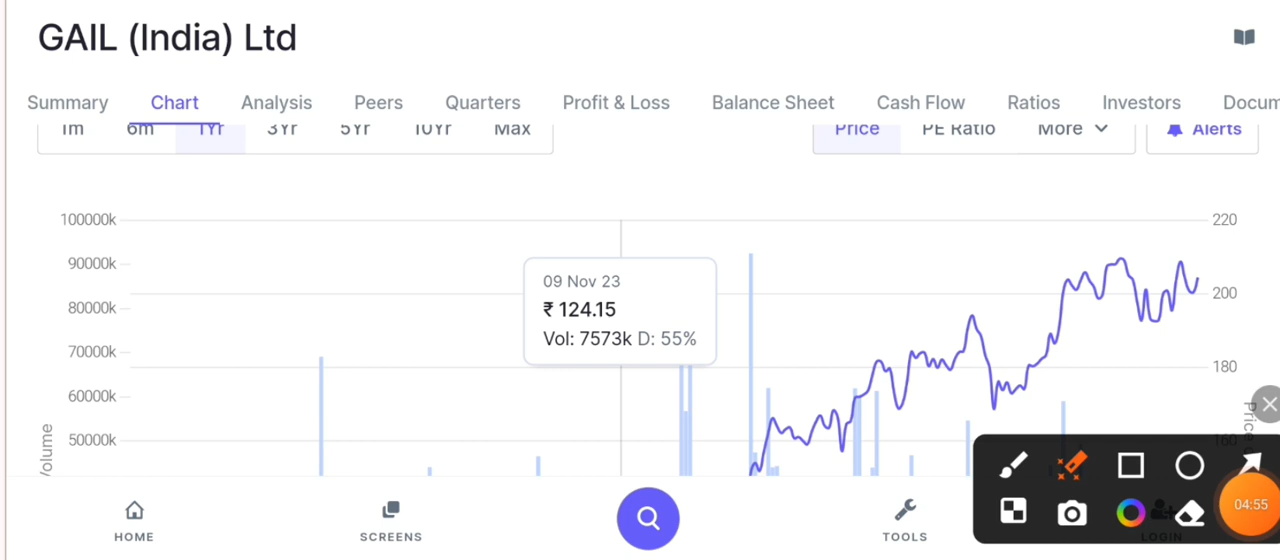 GAIL (India) Ltd
Summary Chart Analysis Peers Quarters Profit & Loss Balance Sheet Cash Flow Ratios Investors Docum
1m 6m 1Yr 3Yr 5Yr 10Yr Max Price PE Ratio More Alerts
100000k 220
90000k
09 Nov 23
₹ 124.15
Vol: 7573k D: 55%
80000k 200
70000k 180
60000k
50000k 160
Volume Price
04:55
HOME SCREENS TOOLS LOGIN